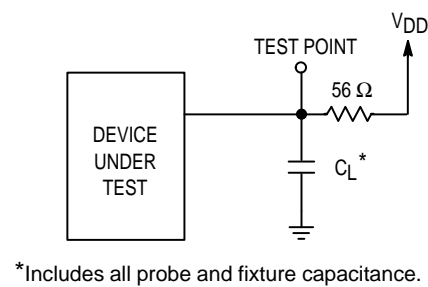 V_DD
TEST POINT
56 Ω
DEVICE
UNDER
TEST
C_L*
*Includes all probe and fixture capacitance.